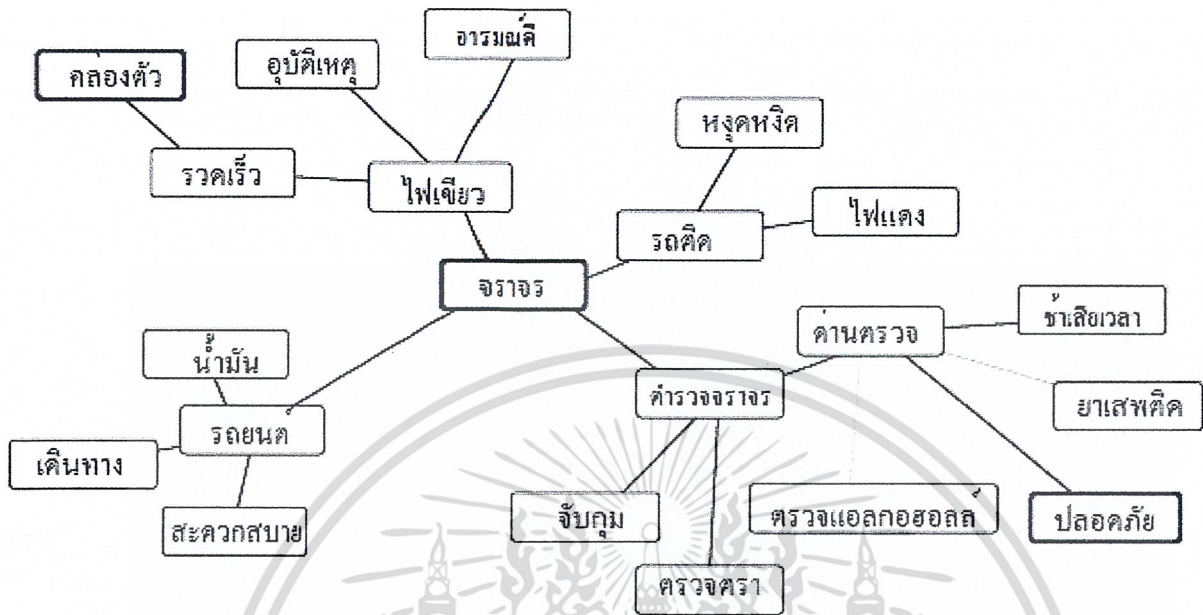 อารมณ์ดี
คล่องตัว
อุบัติเหตุ
หงุดหงิด
รวดเร็ว
ไฟเขียว
ไฟแดง
รถติด
จราจร
ช้าเสียเวลา
ด่านตรวจ
น้ำมัน
ตำรวจจราจร
ยาเสพติด
รถยนต
เดินทาง
จับกุม
ตรวจแอลกอฮอลล์
ปลอดภัย
สะดวกสบาย
ตรวจตรา